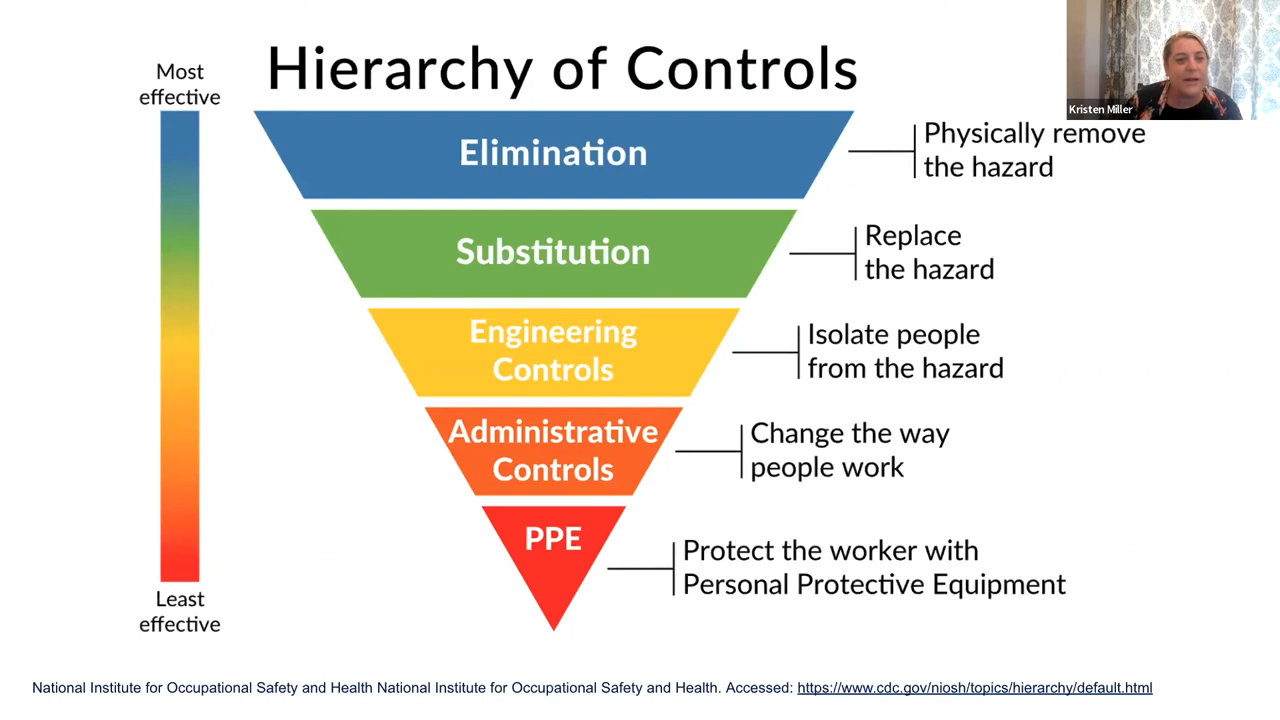 Hierarchy of Controls
Most
effective
Kristen Miller
Elimination
Physically remove
the hazard
Substitution
Replace
the hazard
Engineering
Controls
Isolate people
from the hazard
Administrative
Controls
Change the way
people work
PPE
Protect the worker with
Personal Protective Equipment
Least
effective
National Institute for Occupational Safety and Health National Institute for Occupational Safety and Health. Accessed: https://www.cdc.gov/niosh/topics/hierarchy/default.html